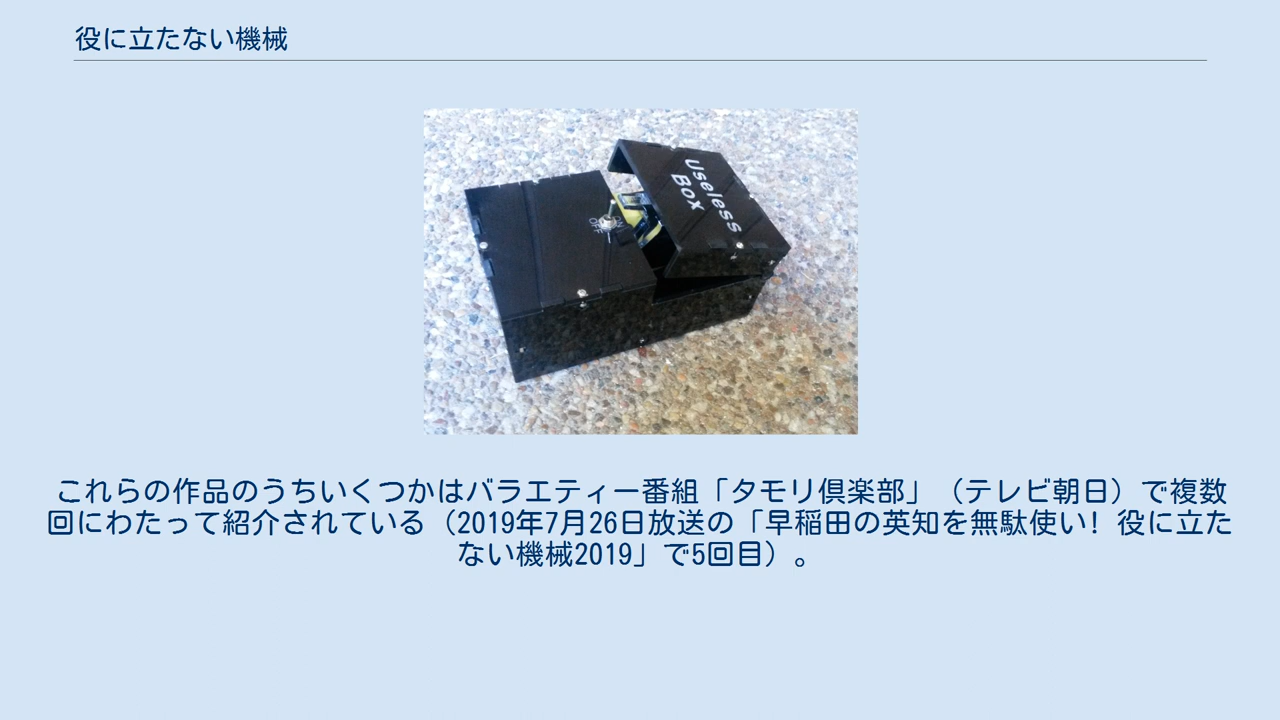 役に立たない機械
Useless
Box
ON
OFF
これらの作品のうちいくつかはバラエティー番組「タモリ倶楽部」（テレビ朝日）で複数
回にわたって紹介されている（2019年7月26日放送の「早稲田の英知を無駄使い! 役に立た
ない機械2019」で5回目）。